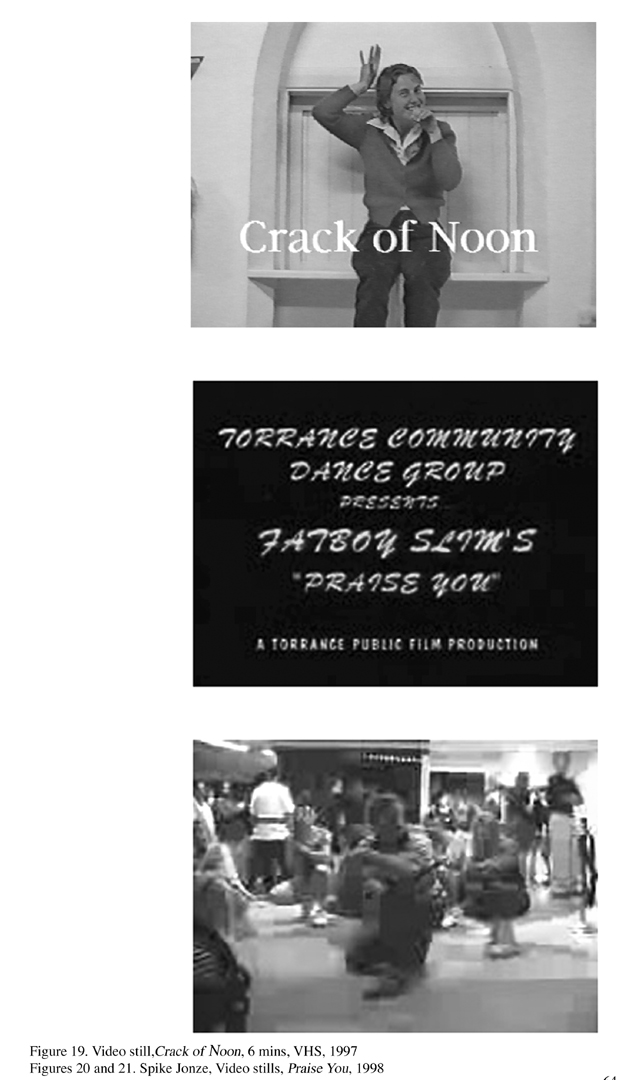 Crack of Noon
TORRANCE COMMUNITY
DANCE GROUP
PRESENTS
FATBOY SLIM'S
"PRAISE YOU"
A TORRANCE PUBLIC FILM PRODUCTION
Figure 19. Video still,Crack of Noon, 6 mins, VHS, 1997
Figures 20 and 21. Spike Jonze, Video stills, Praise You, 1998